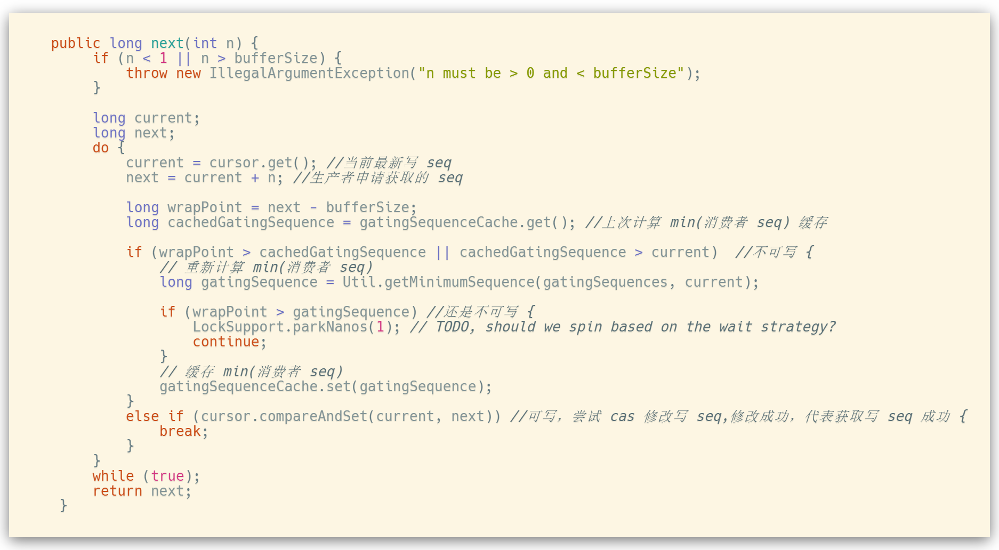 public long next(int n) {
if (n < 1 || n > bufferSize) {
throw new IllegalArgumentException("n must be > 0 and < bufferSize");
}
long current;
long next;
do {
current = cursor.get(); //当前最新写 seq
next = current + n; //生产者申请获取的 seq
long wrapPoint = next - bufferSize;
long cachedGatingSequence = gatingSequenceCache.get(); //上次计算 min(消费者 seq) 缓存
if (wrapPoint > cachedGatingSequence || cachedGatingSequence > current)  //不可写 {
// 重新计算 min(消费者 seq)
long gatingSequence = Util.getMinimumSequence(gatingSequences, current);
if (wrapPoint > gatingSequence) //还是不可写 {
LockSupport.parkNanos(1); // TODO, should we spin based on the wait strategy?
continue;
}
// 缓存 min(消费者 seq)
gatingSequenceCache.set(gatingSequence);
}
else if (cursor.compareAndSet(current, next)) //可写，尝试 cas 修改写 seq,修改成功，代表获取写 seq 成功 {
break;
}
}
while (true);
return next;
}